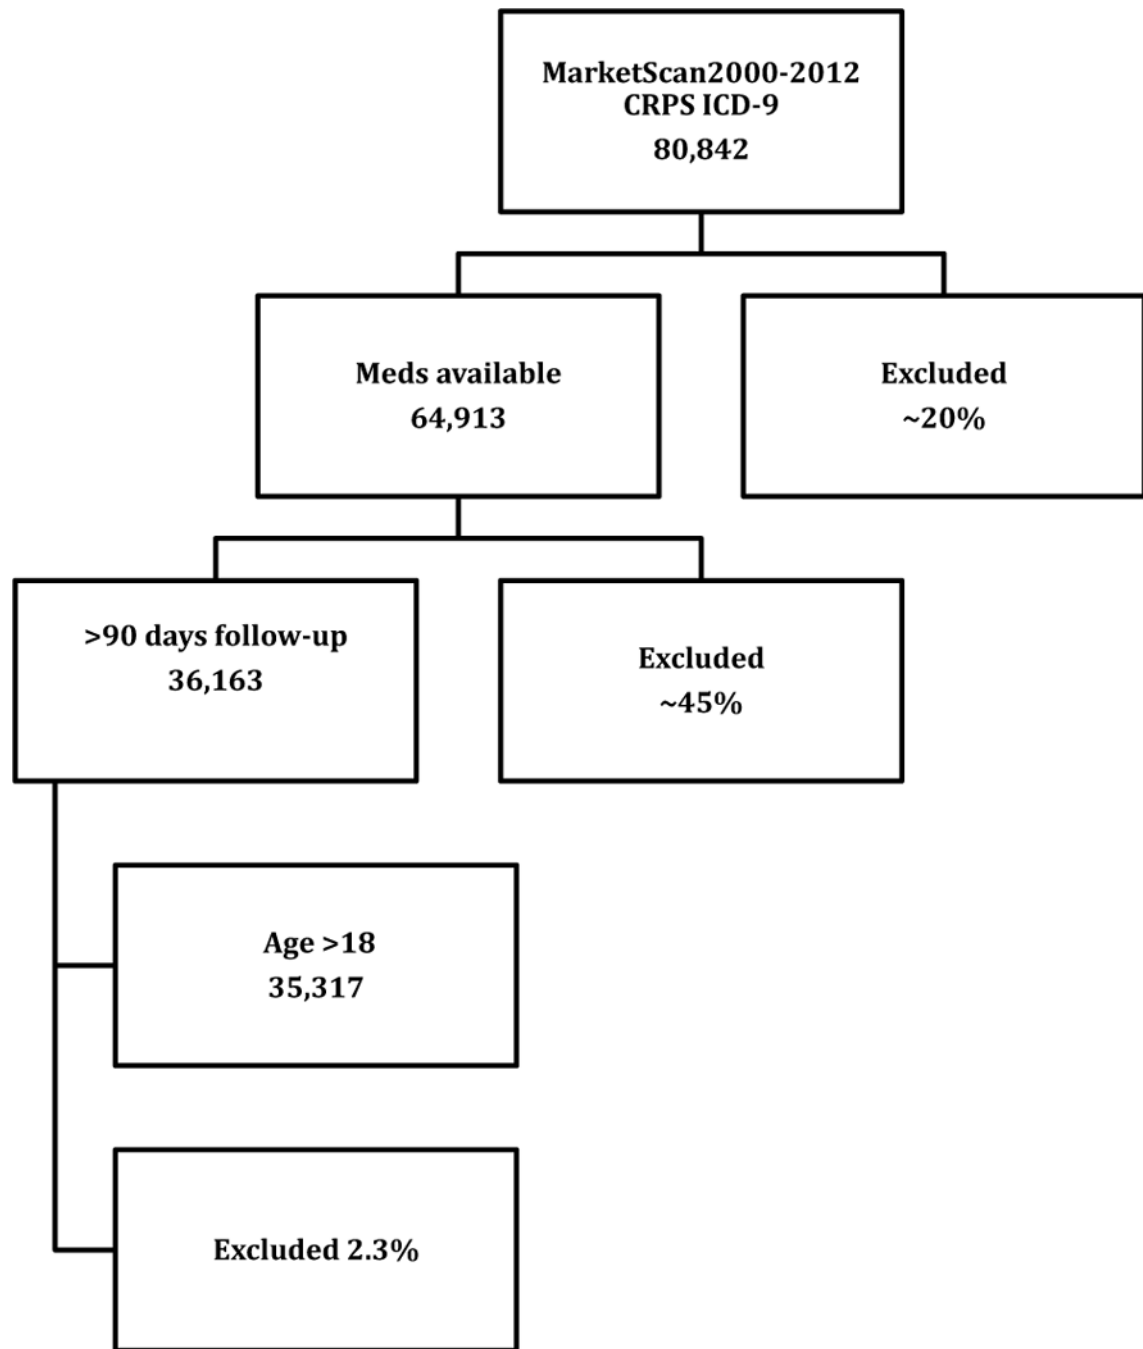 MarketScan2000-2012
CRPS ICD-9
80,842
Meds available
64,913
Excluded
~20%
>90 days follow-up
36,163
Excluded
~45%
Age >18
35,317
Excluded 2.3%